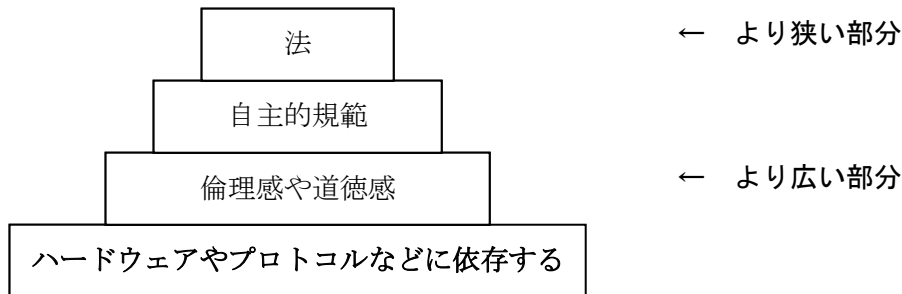 法
← より狭い部分
自主的規範
倫理感や道徳感
← より広い部分
ハードウェアやプロトコルなどに依存する